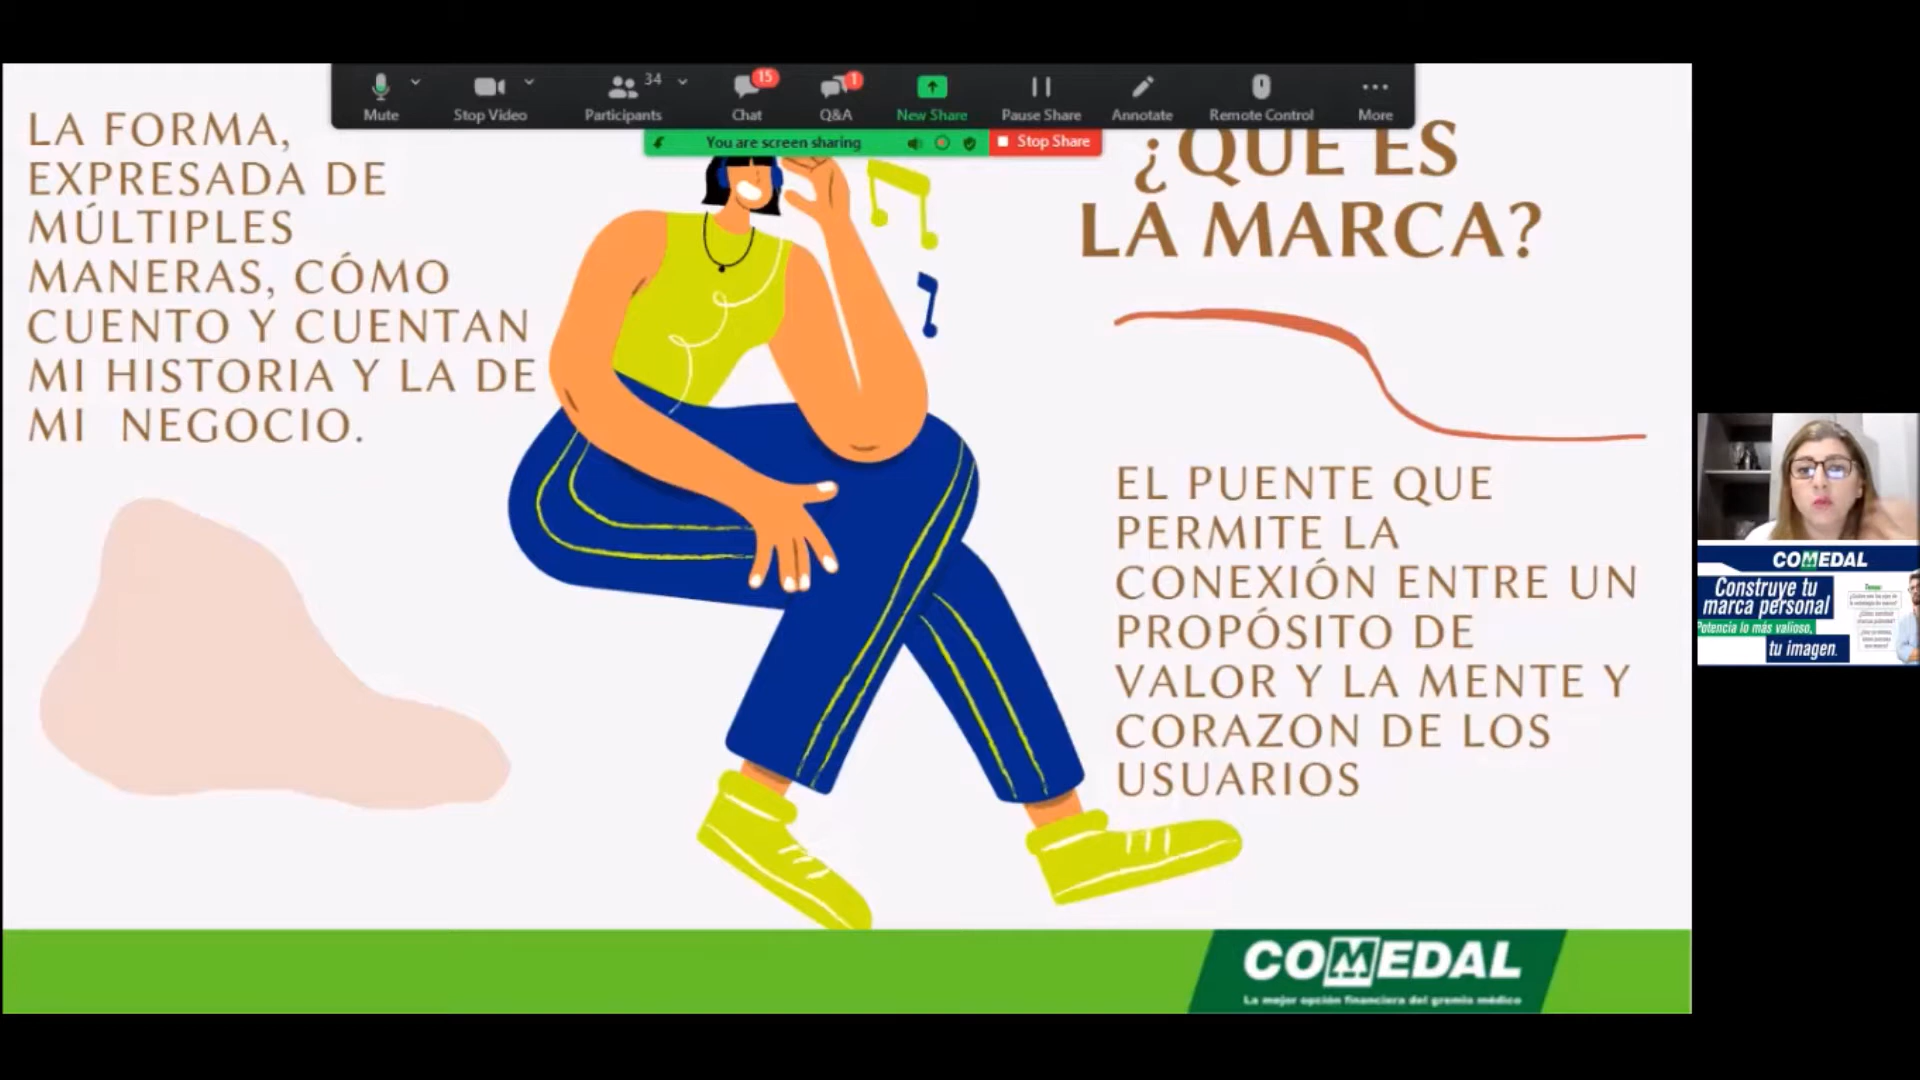 Mute
Stop Video
Participants
34
Chat
15
Q&A
1
New Share
Pause Share
Annotate
Remote Control
More
You are screen sharing
Stop Share
LA FORMA,
EXPRESADA DE
MÚLTIPLES
MANERAS, CÓMO
CUENTO Y CUENTAN
MI HISTORIA Y LA DE
MI NEGOCIO.
¿QUE ES
LA MARCA?
EL PUENTE QUE
PERMITE LA
CONEXIÓN ENTRE UN
PROPÓSITO DE
VALOR Y LA MENTE Y
CORAZON DE LOS
USUARIOS
COMEDAL
La mejor opción financiera del gremio médico
COMEDAL
Construye tu
marca personal
Potencia lo más valioso,
tu imagen.
Temas: